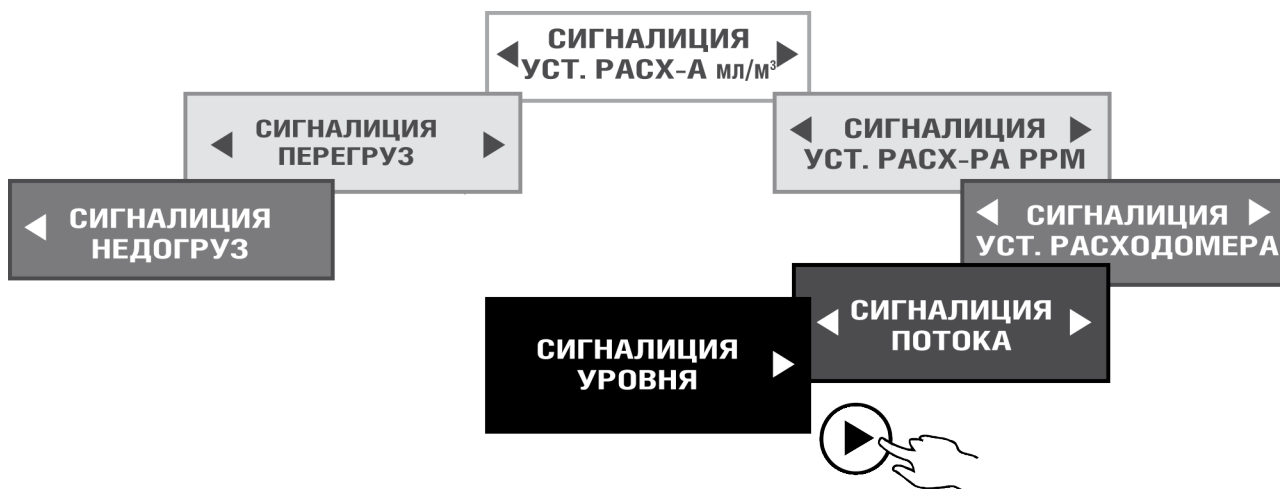 СИГНАЛИЦИЯ
УСТ. РАСХ-А мл/м³
СИГНАЛИЦИЯ
ПЕРЕГРУЗ
СИГНАЛИЦИЯ
УСТ. РАСХ-РА PPM
СИГНАЛИЦИЯ
НЕДОГРУЗ
СИГНАЛИЦИЯ
УСТ. РАСХОДОМЕРА
СИГНАЛИЦИЯ
ПОТОКА
СИГНАЛИЦИЯ
УРОВНЯ